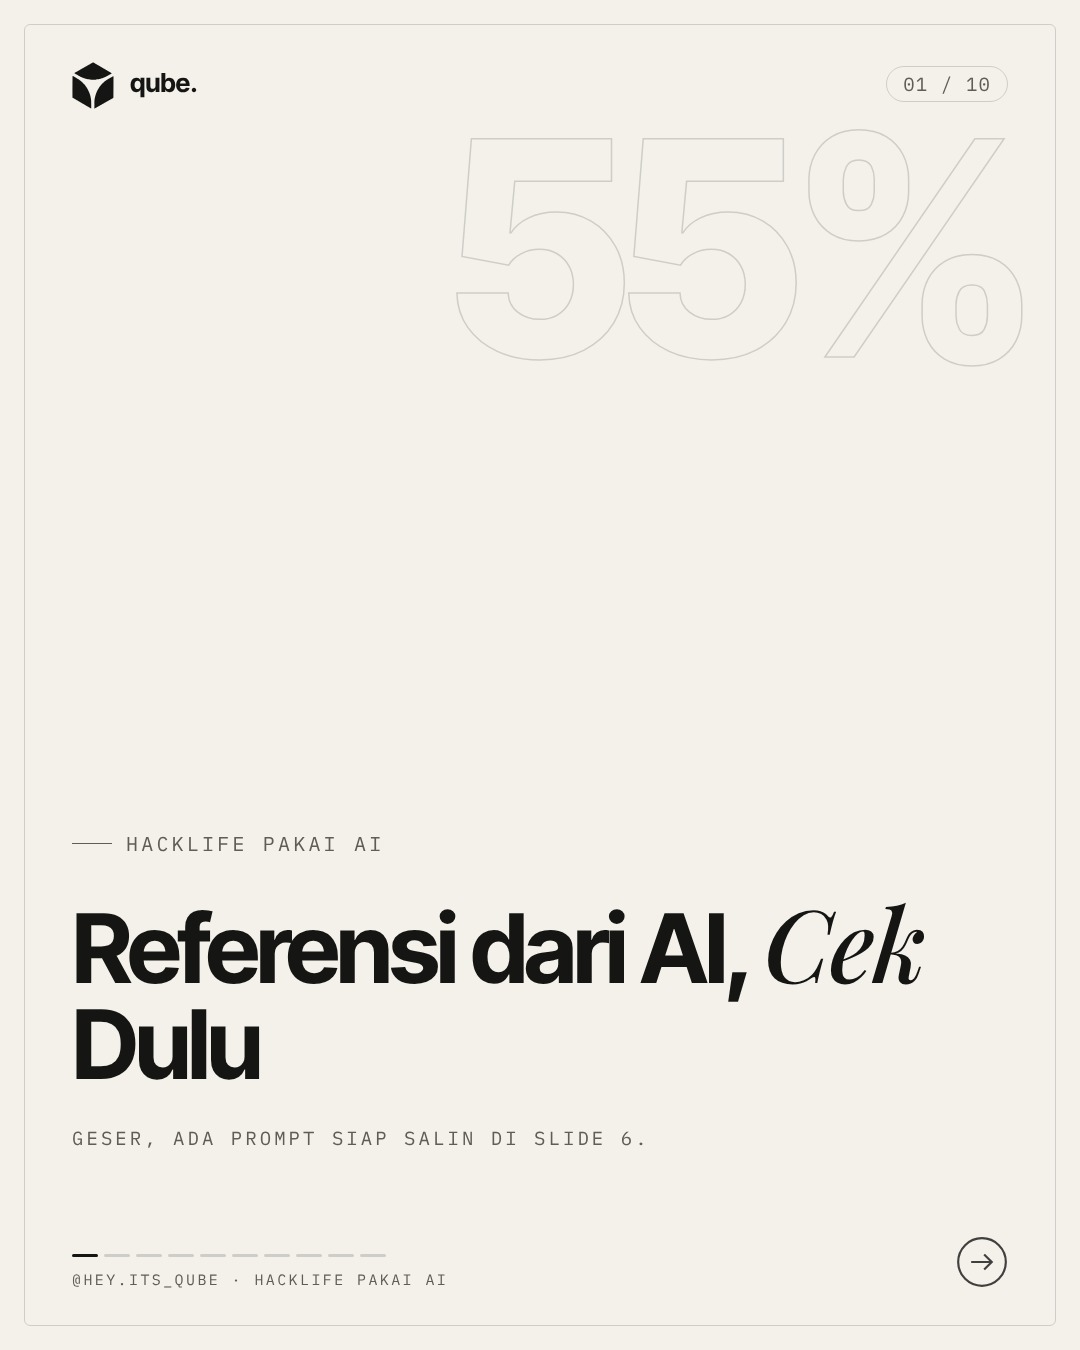 qube.
01 / 10
55%
HACKLIFE PAKAI AI
Referensi dari AI, Cek
Dulu
GESER, ADA PROMPT SIAP SALIN DI SLIDE 6.
@HEY.ITS_QUBE · HACKLIFE PAKAI AI